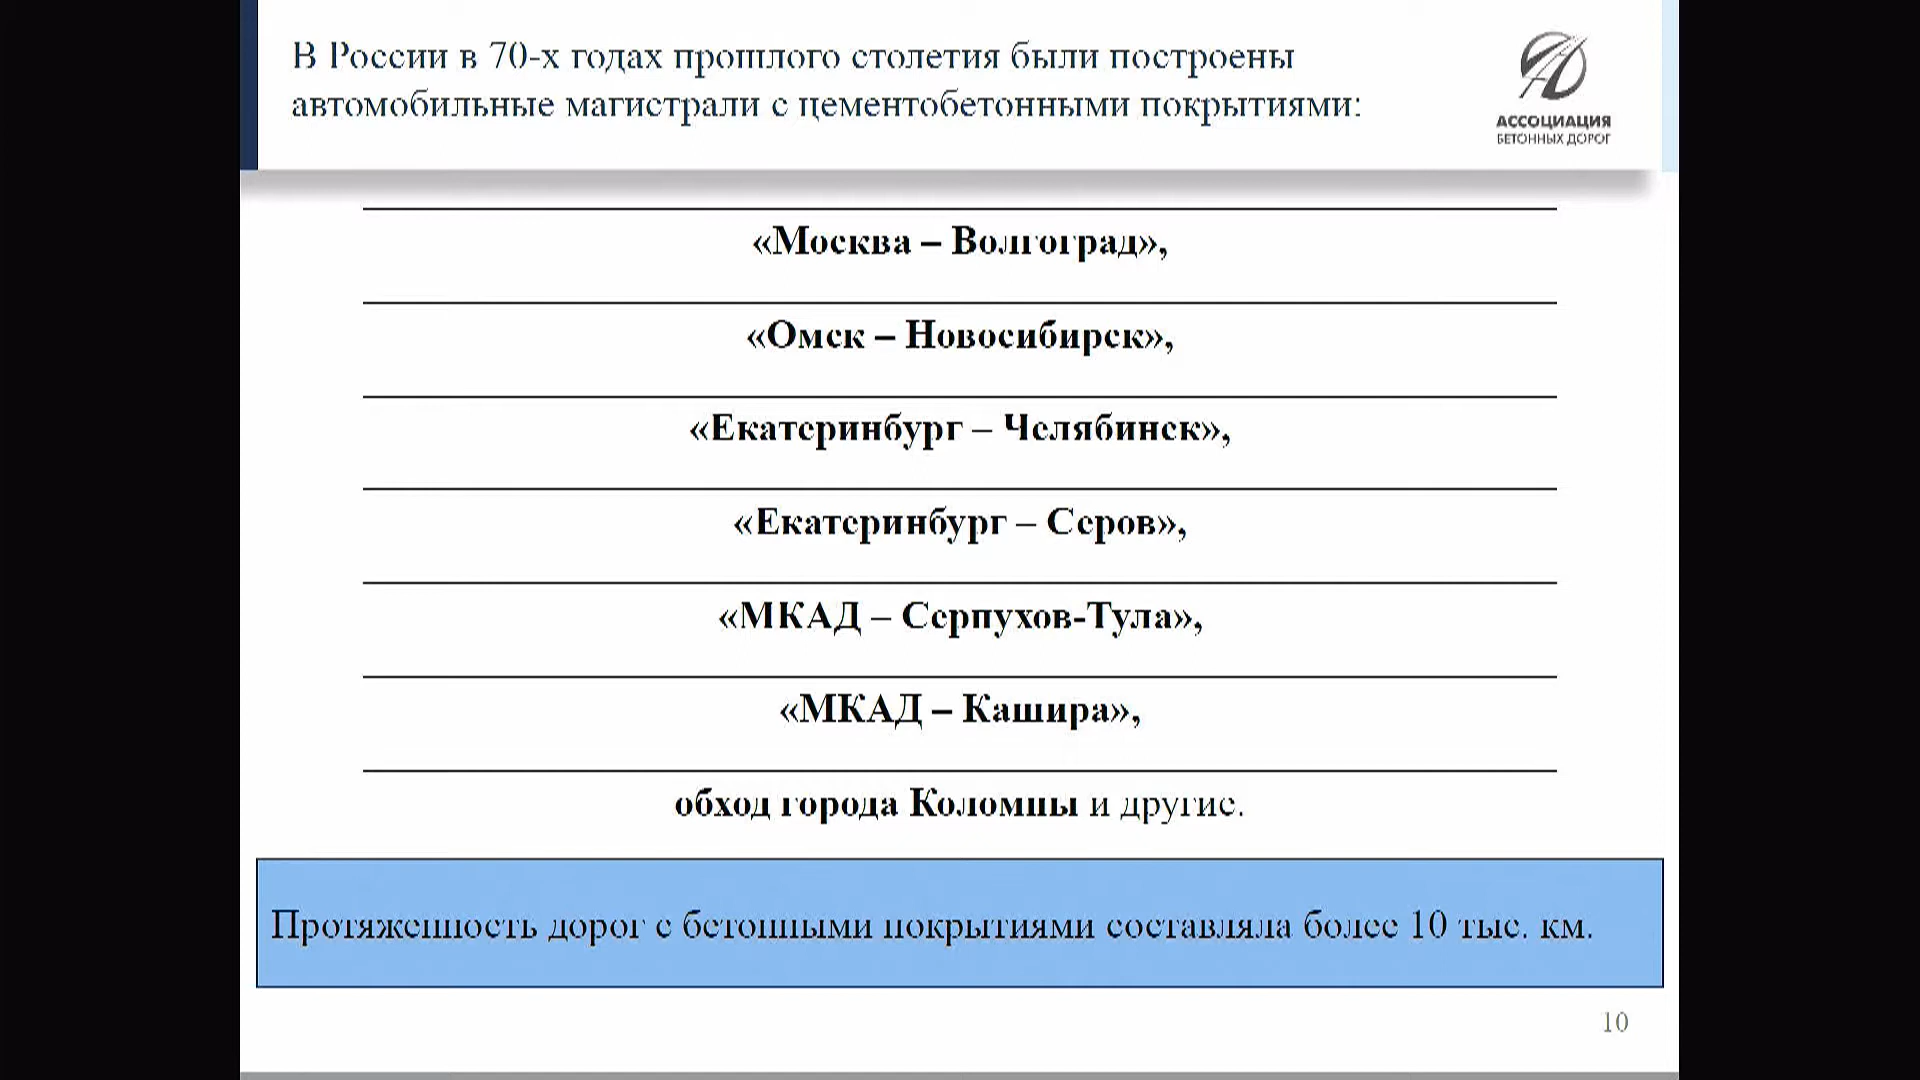 В России в 70-х годах прошлого столетия были построены
автомобильные магистрали с цементобетонными покрытиями:
АССОЦИАЦИЯ
БЕТОННЫХ ДОРОГ
«Москва – Волгоград»,
«Омск – Новосибирск»,
«Екатеринбург – Челябинск»,
«Екатеринбург – Серов»,
«МКАД – Серпухов-Тула»,
«МКАД – Кашира»,
обход города Коломны и другие.
Протяженность дорог с бетонными покрытиями составляла более 10 тыс. км.
10